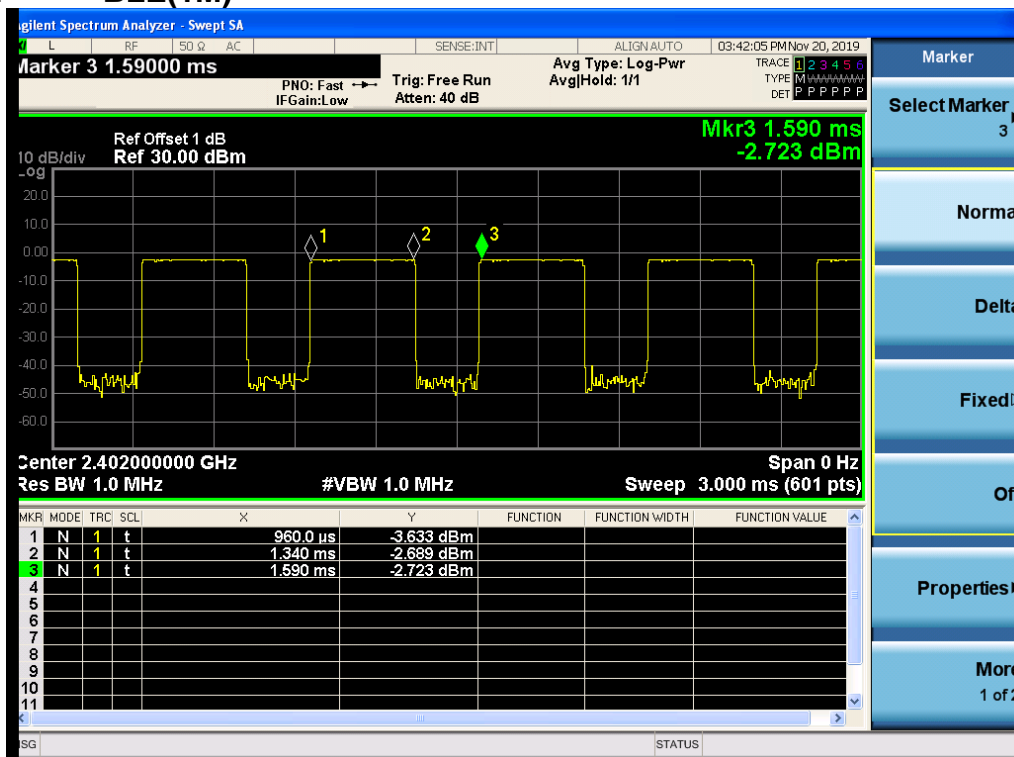 BLE(1M)
Agilent Spectrum Analyzer - Swept SA
L RF 50 Ω AC SENSE:INT ALIGN AUTO 03:42:05 PM Nov 20, 2019
Marker 3 1.59000 ms
PNO: Fast IFGain:Low
Trig: Free Run Atten: 40 dB
Avg Type: Log-Pwr Avg|Hold: 1/1
TRACE 1 2 3 4 5 6
TYPE M WWWWW
DET P P P P P P
Marker
Select Marker
3
Norma
Delta
Fixed
Of
Properties
More
1 of 2
Mkr3 1.590 ms
-2.723 dBm
Ref Offset 1 dB
10 dB/div Ref 30.00 dBm
Log
20.0
10.0
0.00
-10.0
-20.0
-30.0
-40.0
-50.0
-60.0
1 2 3
Center 2.402000000 GHz Span 0 Hz
Res BW 1.0 MHz #VBW 1.0 MHz Sweep 3.000 ms (601 pts)
MKR MODE TRC SCL X Y FUNCTION FUNCTION WIDTH FUNCTION VALUE
1 N 1 t 960.0 µs -3.633 dBm
2 N 1 t 1.340 ms -2.689 dBm
3 N 1 t 1.590 ms -2.723 dBm
4
5
6
7
8
9
10
11
MSG STATUS